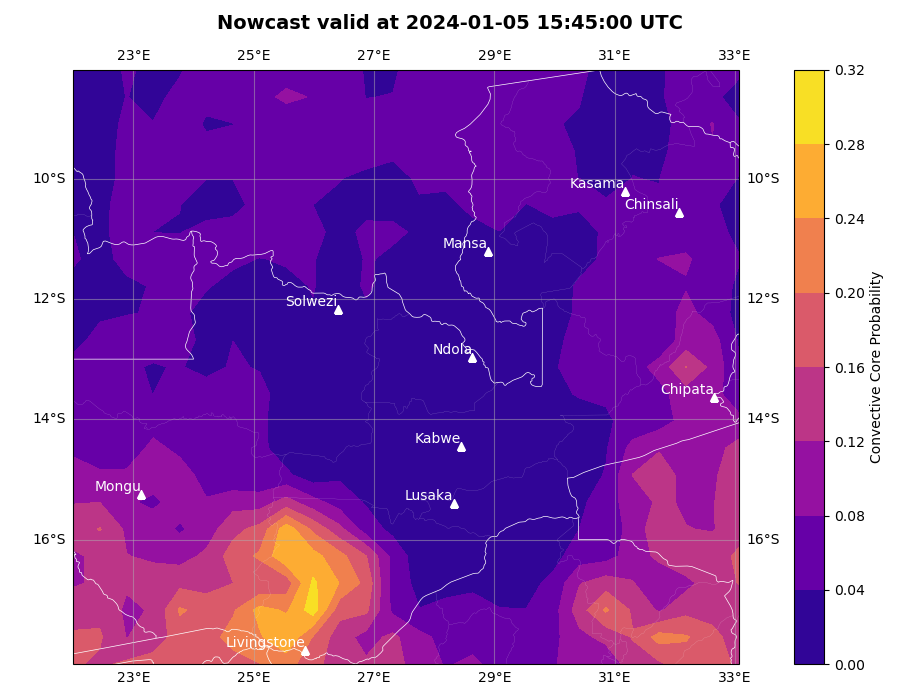 Nowcast valid at 2024-01-05 15:45:00 UTC
23°E 25°E 27°E 29°E 31°E 33°E
0.32
0.28
10°S 10°S
Kasama
Chinsali
0.24
Mansa
12°S 12°S
Solwezi
0.20
Ndola
0.16
Chipata
14°S 14°S
Kabwe
0.12
Mongu
Lusaka
0.08
16°S 16°S
0.04
Livingstone
0.00
23°E 25°E 27°E 29°E 31°E 33°E
Convective Core Probability